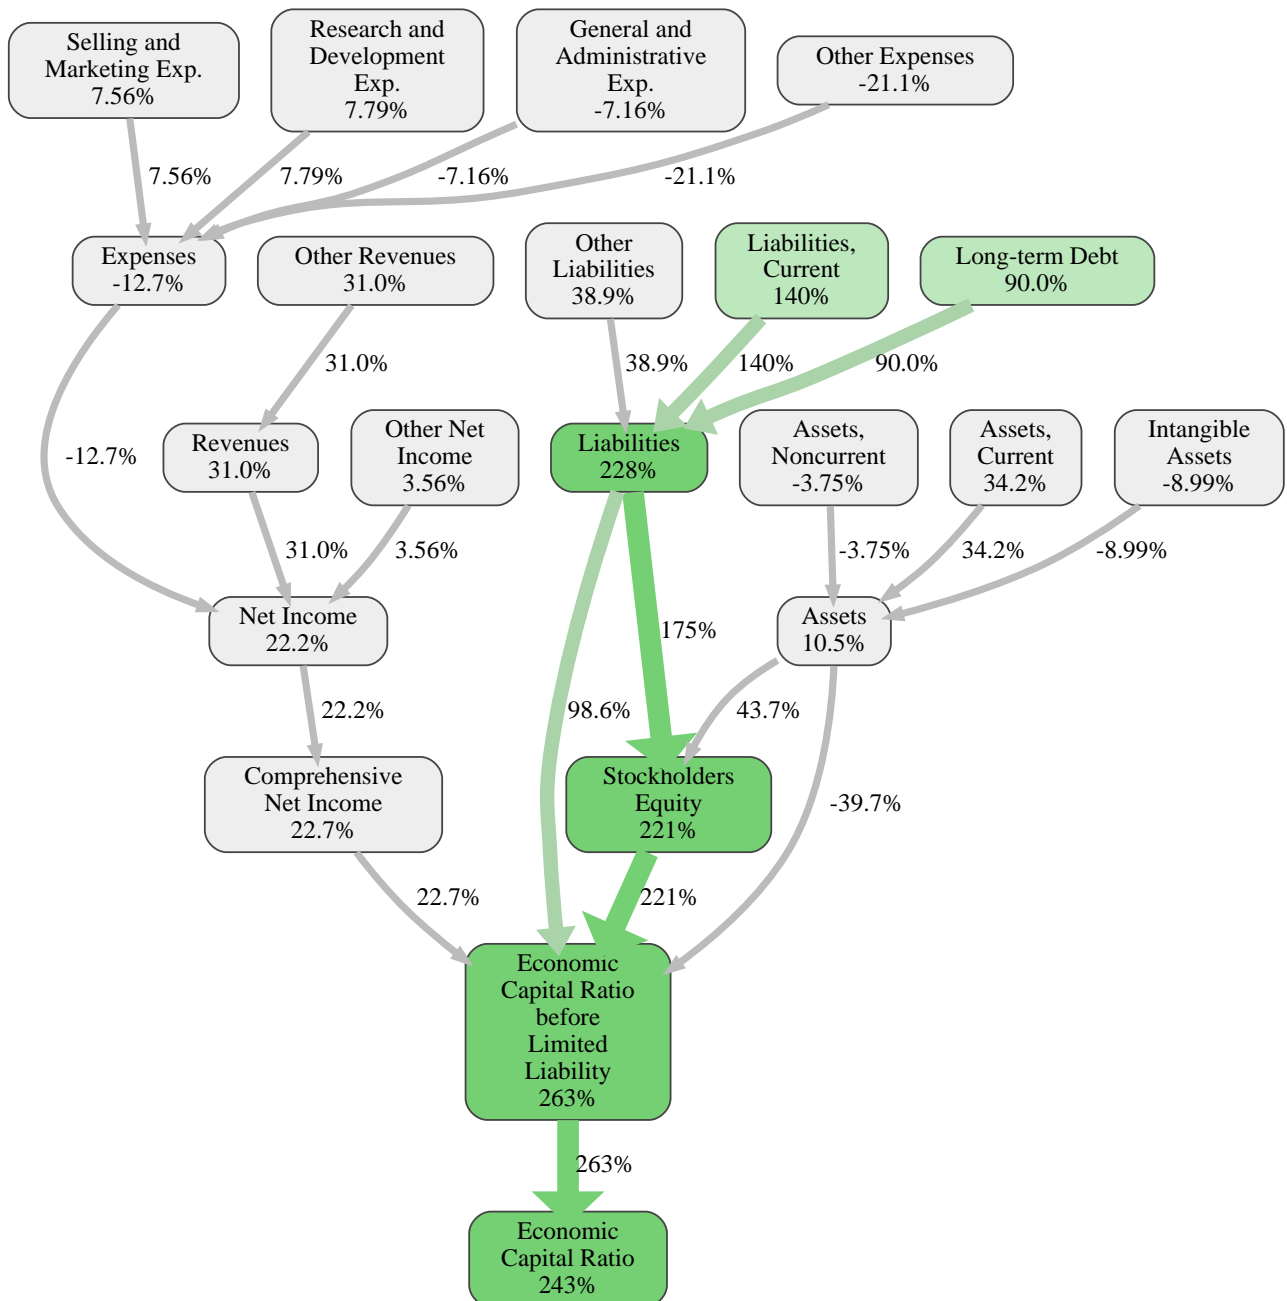 Selling and
Marketing Exp.
7.56%
Research and
Development
Exp.
7.79%
General and
Administrative
Exp.
-7.16%
Other Expenses
-21.1%
7.56%
7.79%
-7.16%
-21.1%
Expenses
-12.7%
Other Revenues
31.0%
Other
Liabilities
38.9%
Liabilities,
Current
140%
Long-term Debt
90.0%
31.0%
38.9%
140%
90.0%
-12.7%
Revenues
31.0%
Other Net
Income
3.56%
Liabilities
228%
Assets,
Noncurrent
-3.75%
Assets,
Current
34.2%
Intangible
Assets
-8.99%
31.0%
3.56%
-3.75%
34.2%
-8.99%
Net Income
22.2%
175%
Assets
10.5%
22.2%
98.6%
43.7%
Comprehensive
Net Income
22.7%
Stockholders
Equity
221%
-39.7%
22.7%
221%
Economic
Capital Ratio
before
Limited
Liability
263%
263%
Economic
Capital Ratio
243%